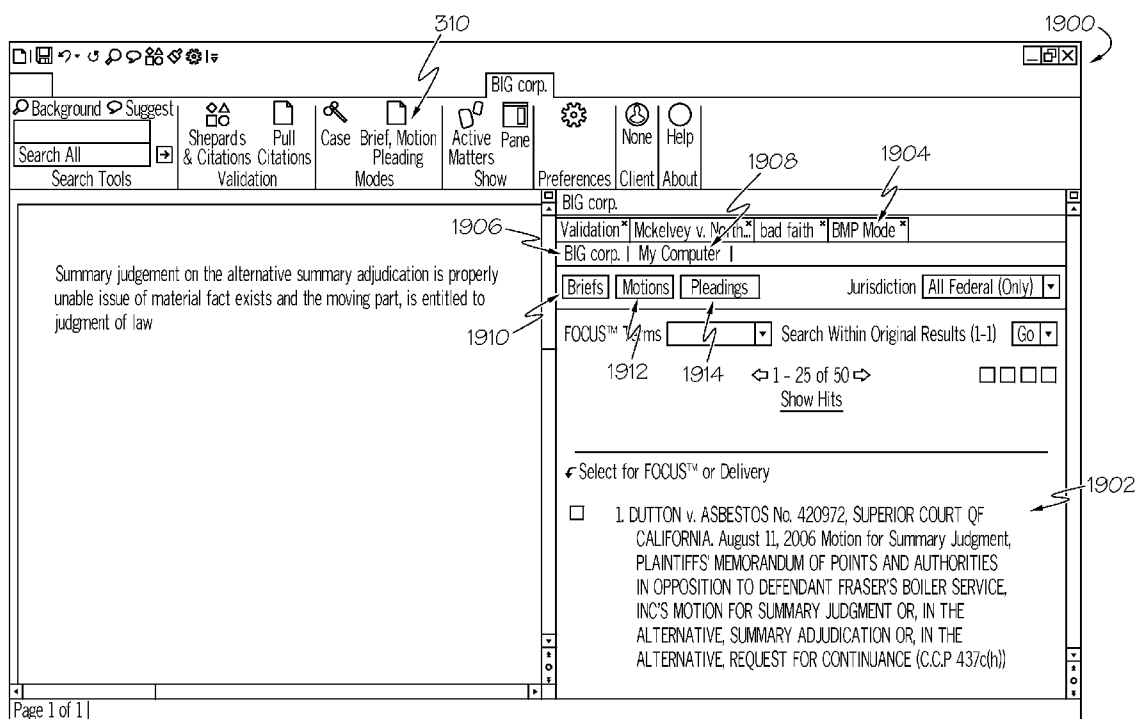 310
1900
BIG corp.
Background Suggest
Search All
Search Tools
Shepards & Citations
Pull Citations
Validation
Case
Brief, Motion Pleading
Modes
Active Matters
Pane
Show
Preferences
None
Client
Help
About
1908
1904
1906
BIG corp.
Validation x Mckelvey v. North... x bad faith x BMP Mode x
BIG corp. | My Computer |
Briefs Motions Pleadings Jurisdiction All Federal (Only)
1910
FOCUS™ Terms Search Within Original Results (1-1) Go
1912 1914
1 - 25 of 50
Show Hits
Summary judgement on the alternative summary adjudication is properly
unable issue of material fact exists and the moving part, is entitled to
judgment of law
Select for FOCUS™ or Delivery
1902
1. DUTTON v. ASBESTOS No. 420972, SUPERIOR COURT OF
CALIFORNIA. August 11, 2006 Motion for Summary Judgment,
PLAINTIFFS' MEMORANDUM OF POINTS AND AUTHORITIES
IN OPPOSITION TO DEFENDANT FRASER'S BOILER SERVICE,
INC'S MOTION FOR SUMMARY JUDGMENT OR, IN THE
ALTERNATIVE, SUMMARY ADJUDICATION OR, IN THE
ALTERNATIVE, REQUEST FOR CONTINUANCE (C.C.P 437c(h))
Page 1 of 1